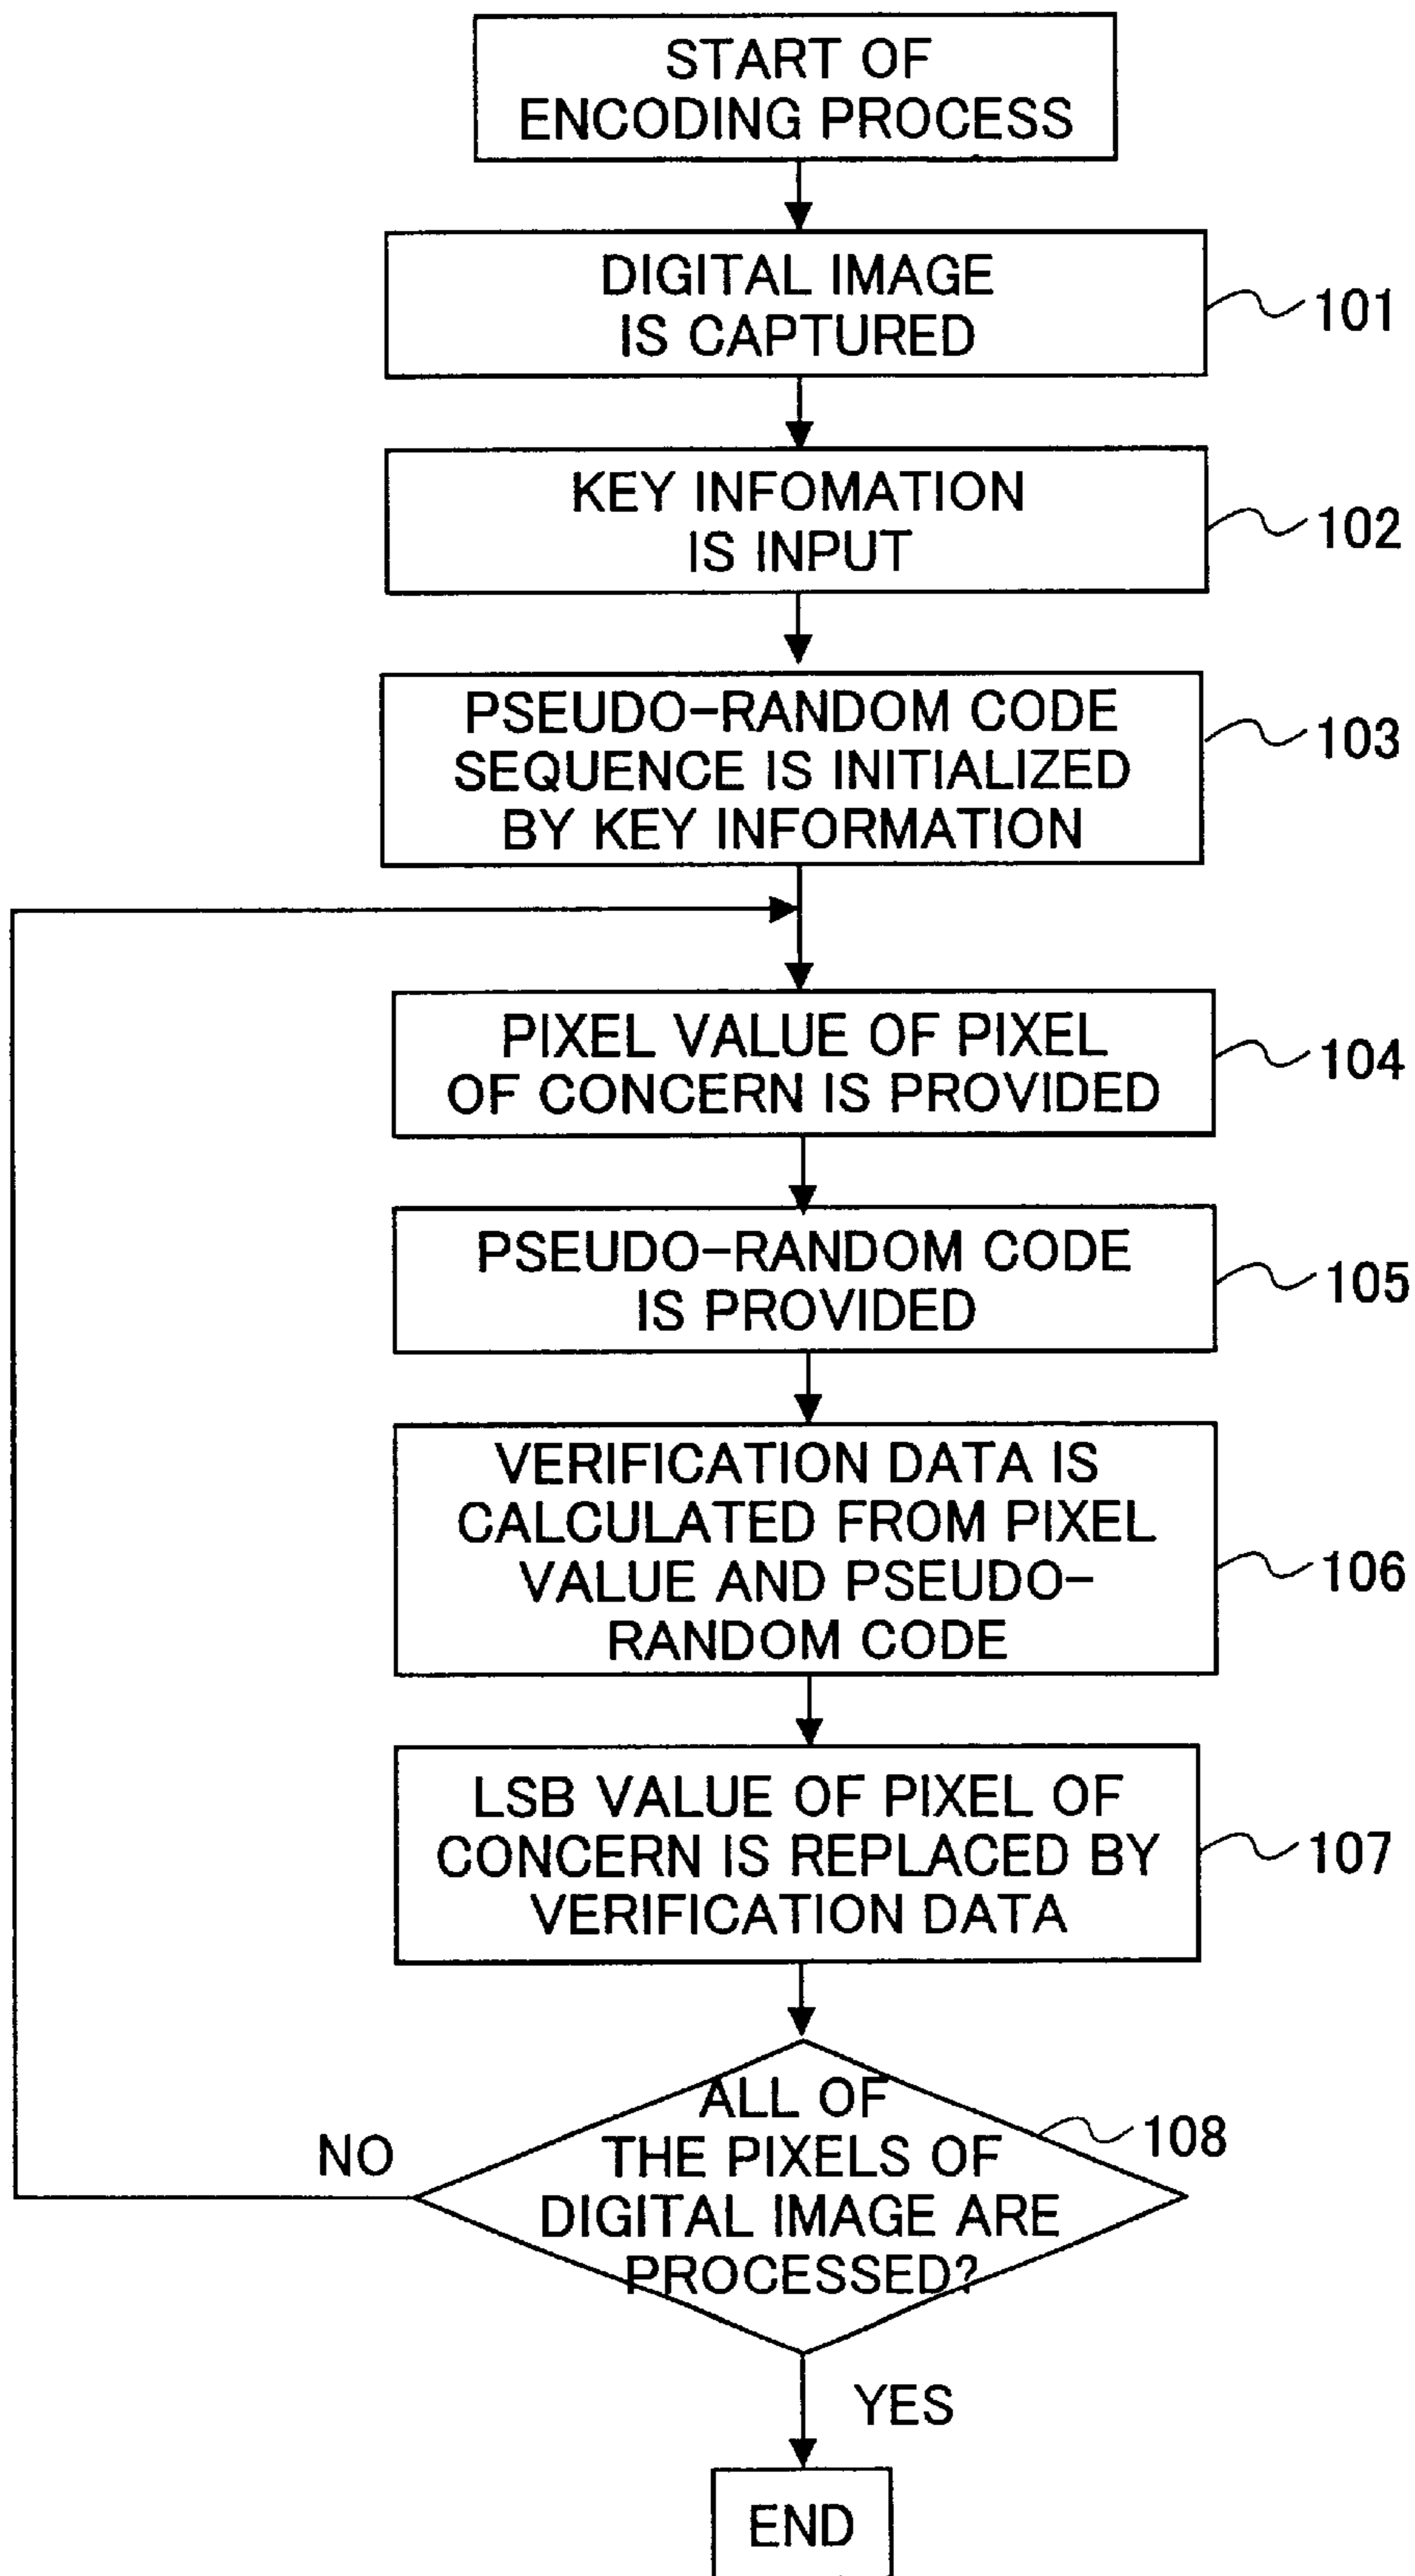 START OF
ENCODING PROCESS
DIGITAL IMAGE
IS CAPTURED
101
KEY INFOMATION
IS INPUT
102
PSEUDO-RANDOM CODE
SEQUENCE IS INITIALIZED
BY KEY INFORMATION
103
PIXEL VALUE OF PIXEL
OF CONCERN IS PROVIDED
104
PSEUDO-RANDOM CODE
IS PROVIDED
105
VERIFICATION DATA IS
CALCULATED FROM PIXEL
VALUE AND PSEUDO-
RANDOM CODE
106
LSB VALUE OF PIXEL OF
CONCERN IS REPLACED BY
VERIFICATION DATA
107
ALL OF
THE PIXELS OF
DIGITAL IMAGE ARE
PROCESSED?
108
NO
YES
END